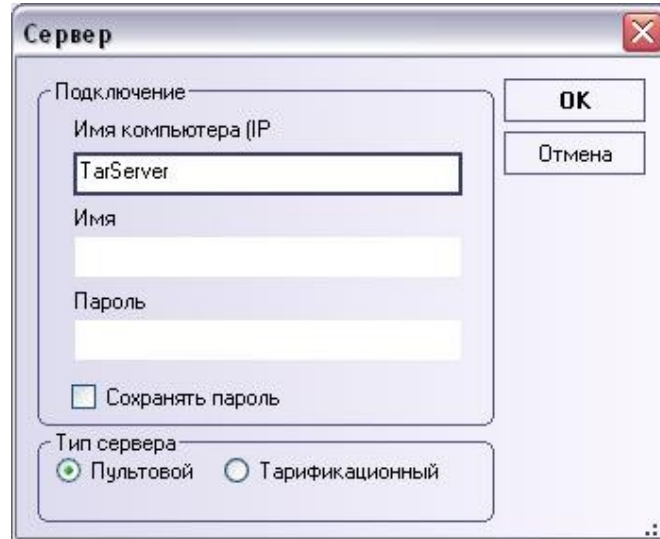 Сервер
Подключение
Имя компьютера (IP
TarServer
Имя
Пароль
Сохранять пароль
Тип сервера
Пультовой Тарификационный
OK
Отмена